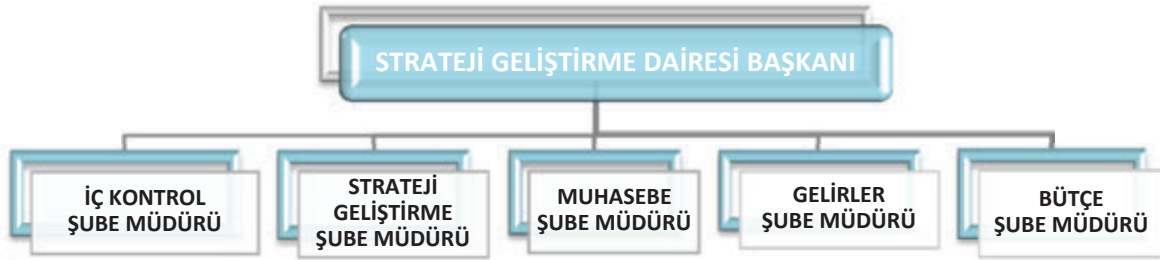 STRATEJİ GELİŞTİRME DAİRESİ BAŞKANI
İÇ KONTROL
ŞUBE MÜDÜRÜ
STRATEJİ
GELİŞTİRME
ŞUBE MÜDÜRÜ
MUHASEBE
ŞUBE MÜDÜRÜ
GELİRLER
ŞUBE MÜDÜRÜ
BÜTÇE
ŞUBE MÜDÜRÜ